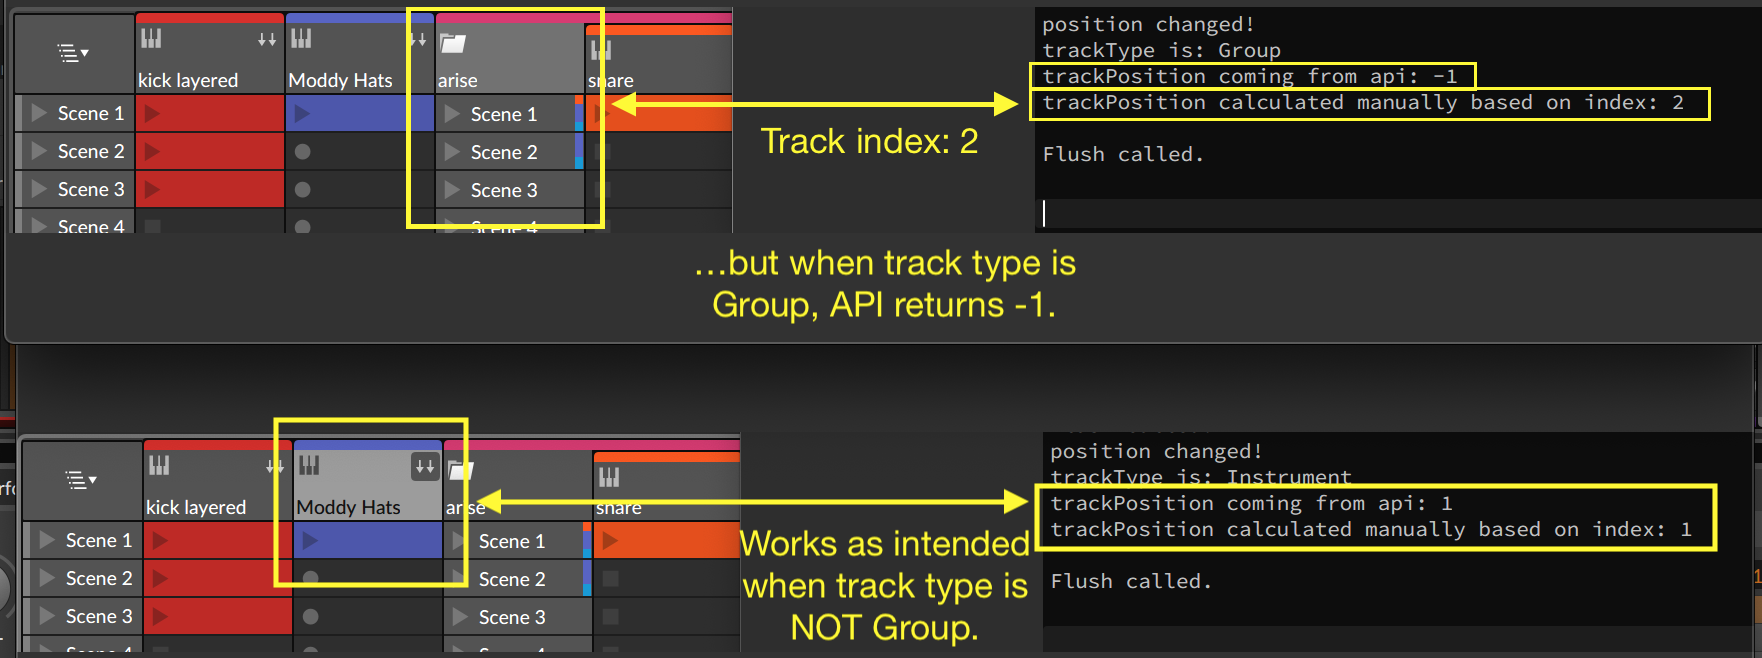 kick layered
Moddy Hats
arise
snare
Scene 1
Scene 1
Scene 2
Scene 2
Scene 3
Scene 3
Scene 4
Scene 4
Track index: 2
position changed!
trackType is: Group
trackPosition coming from api: -1
trackPosition calculated manually based on index: 2
Flush called.
…but when track type is
Group, API returns -1.
kick layered
Moddy Hats
arise
snare
Scene 1
Scene 1
Scene 2
Scene 2
Scene 3
Scene 3
Works as intended
when track type is
NOT Group.
position changed!
trackType is: Instrument
trackPosition coming from api: 1
trackPosition calculated manually based on index: 1
Flush called.